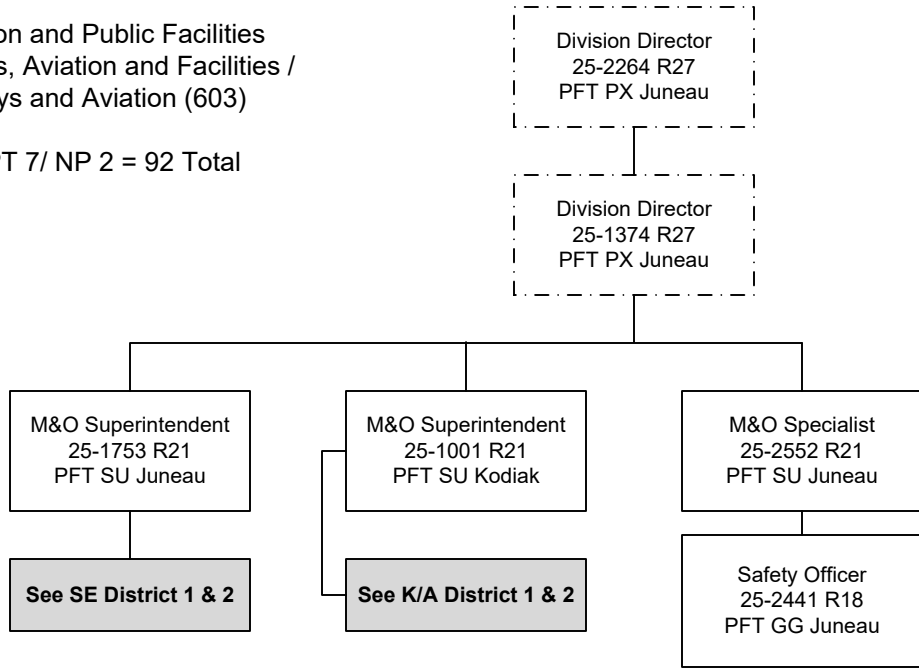 on and Public Facilities
s, Aviation and Facilities /
ys and Aviation (603)
PT 7/ NP 2 = 92 Total
Division Director
25-2264 R27
PFT PX Juneau
Division Director
25-1374 R27
PFT PX Juneau
M&O Superintendent
25-1753 R21
PFT SU Juneau
M&O Superintendent
25-1001 R21
PFT SU Kodiak
M&O Specialist
25-2552 R21
PFT SU Juneau
See SE District 1 & 2
See K/A District 1 & 2
Safety Officer
25-2441 R18
PFT GG Juneau